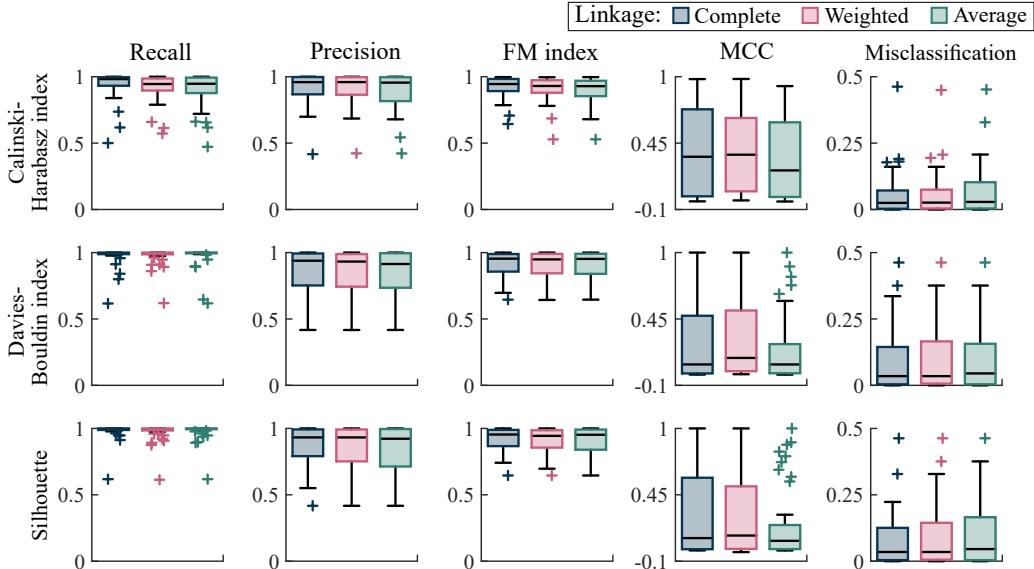 Linkage: Complete Weighted Average
Recall Precision FM index MCC Misclassification
Calinski-
Harabasz index
1 1 1 1 0.5
0.5 0.5 0.5 0.45 0.25
0 0 0 -0.1 0
Davies-
Bouldin index
1 1 1 1 0.5
0.5 0.5 0.5 0.45 0.25
0 0 0 -0.1 0
Silhouette
1 1 1 1 0.5
0.5 0.5 0.5 0.45 0.25
0 0 0 -0.1 0